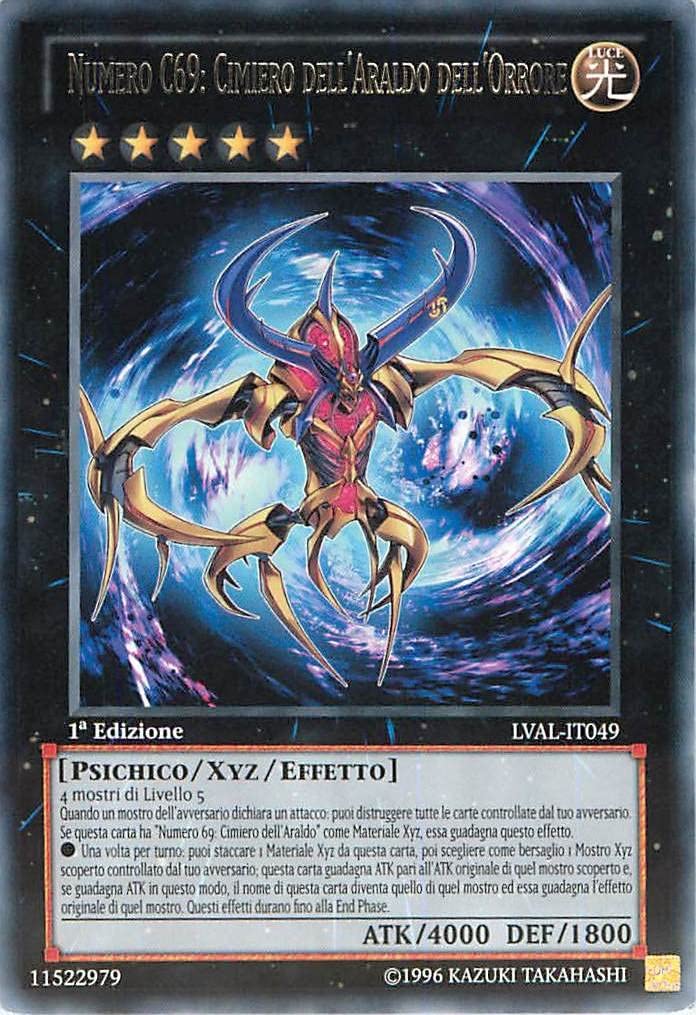 Numero C69: Cimiero dell'Araldo dell'Orrore
LUCE
光
1ª Edizione
LVAL-IT049
[Psichico/Xyz/Effetto]
4 mostri di Livello 5
Quando un mostro dell'avversario dichiara un attacco: puoi distruggere tutte le carte controllate dal tuo avversario.
Se questa carta ha "Numero 69: Cimiero dell'Araldo" come Materiale Xyz, essa guadagna questo effetto.
● Una volta per turno: puoi staccare 1 Materiale Xyz da questa carta, poi scegliere come bersaglio 1 Mostro Xyz
scoperto controllato dal tuo avversario; questa carta guadagna ATK pari all'ATK originale di quel mostro scoperto e,
se guadagna ATK in questo modo, il nome di questa carta diventa quello di quel mostro ed essa guadagna l'effetto
originale di quel mostro. Questi effetti durano fino alla End Phase.
ATK/4000 DEF/1800
11522979
©1996 KAZUKI TAKAHASHI